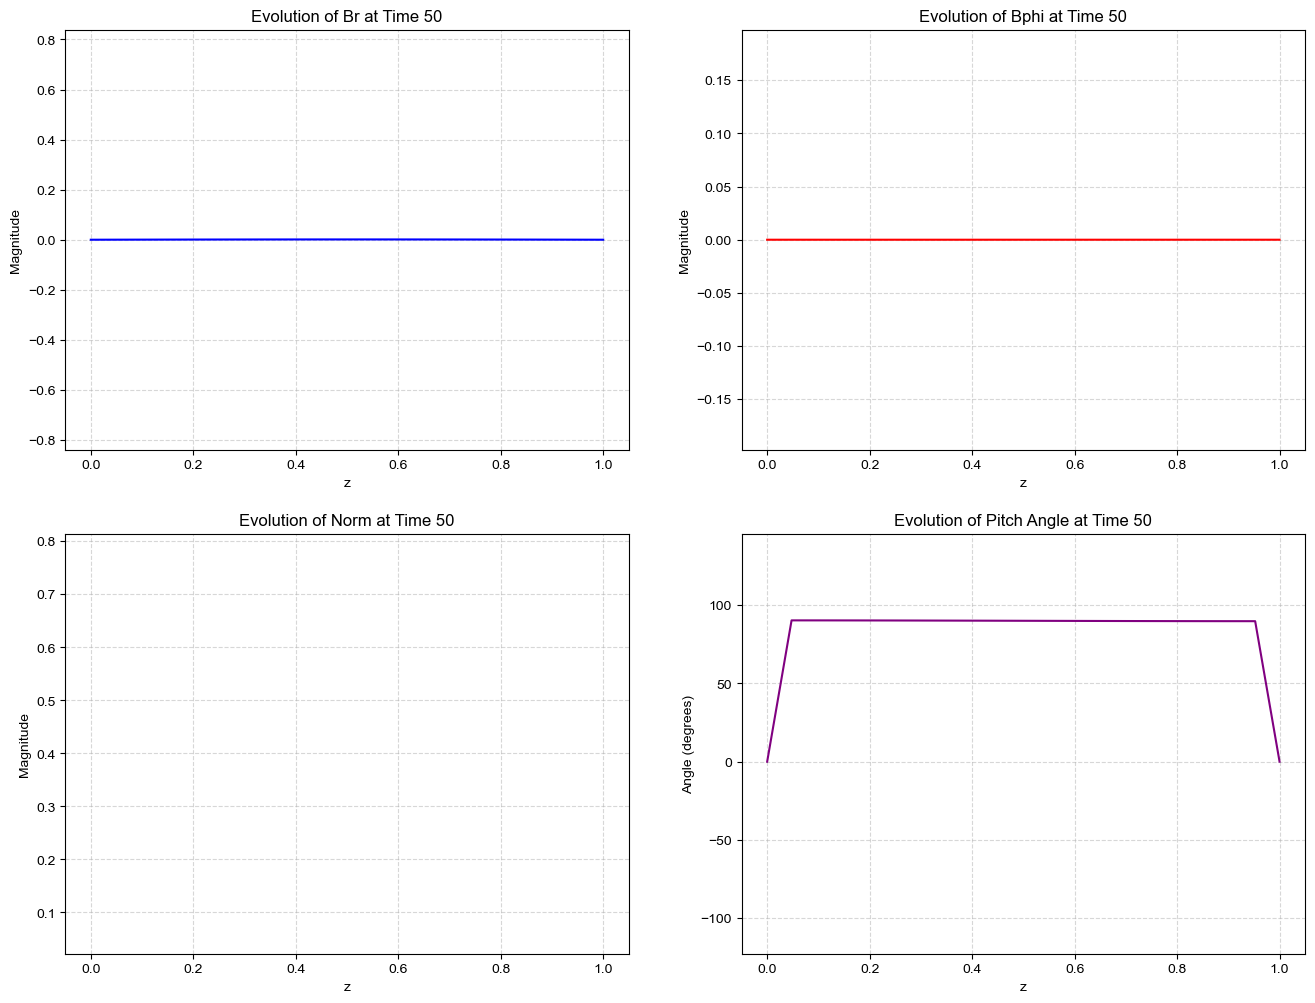 Evolution of Br at Time 50
0.8
0.6
0.4
0.2
0.0
−0.2
−0.4
−0.6
−0.8
Magnitude
0.0 0.2 0.4 0.6 0.8 1.0
z
Evolution of Bphi at Time 50
0.15
0.10
0.05
0.00
−0.05
−0.10
−0.15
Magnitude
0.0 0.2 0.4 0.6 0.8 1.0
z
Evolution of Norm at Time 50
0.8
0.7
0.6
0.5
0.4
0.3
0.2
0.1
Magnitude
0.0 0.2 0.4 0.6 0.8 1.0
z
Evolution of Pitch Angle at Time 50
100
50
0
−50
−100
Angle (degrees)
0.0 0.2 0.4 0.6 0.8 1.0
z